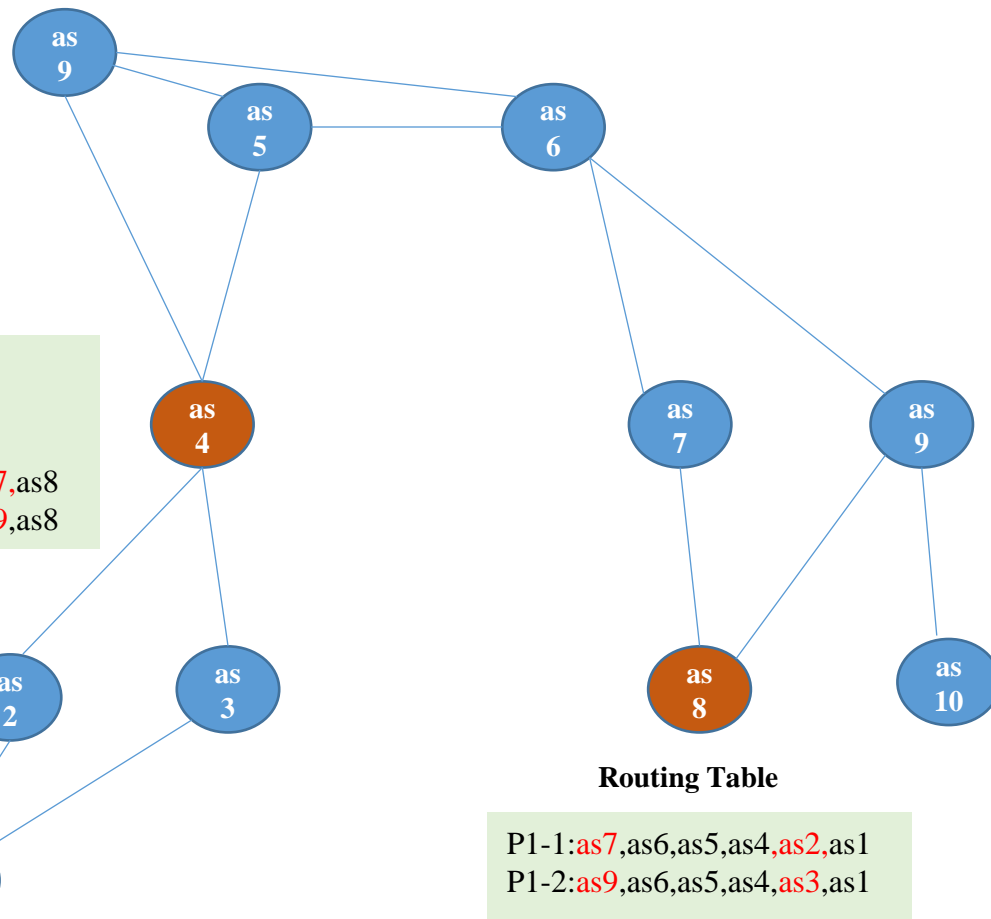 as
9
as
5
as
6
as
4
as
7
as
9
7,as8
9,as8
as
2
as
3
as
8
as
10
Routing Table
P1-1:as7,as6,as5,as4,as2,as1
P1-2:as9,as6,as5,as4,as3,as1